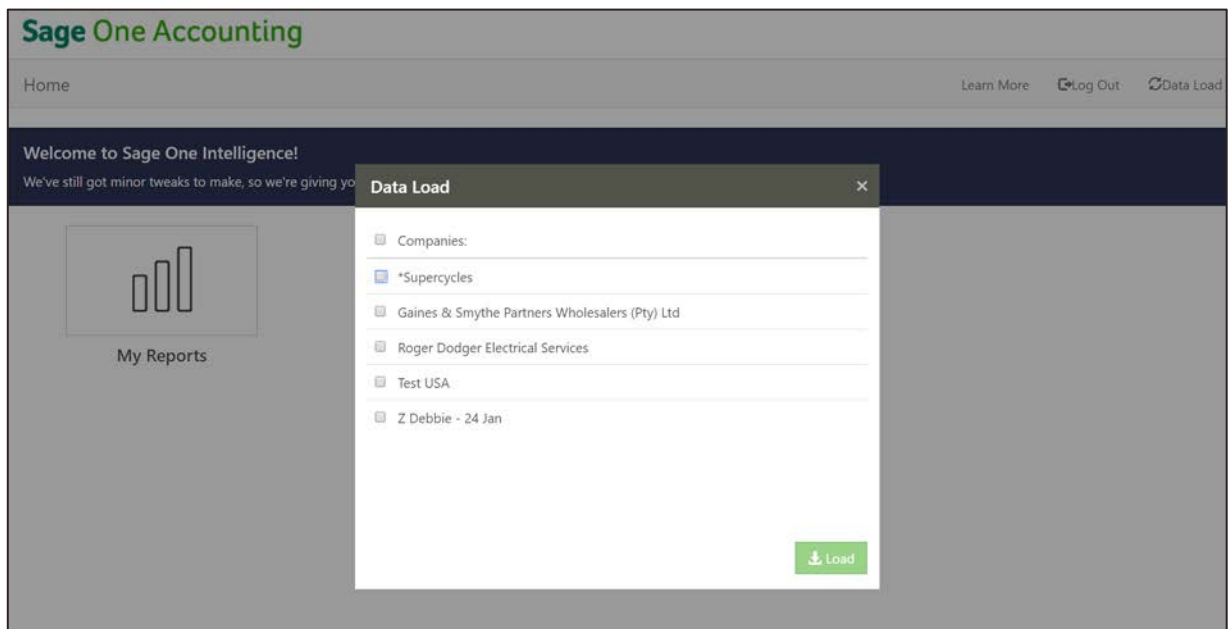 Sage One Accounting
Home
Learn More
Log Out
Data Load
Welcome to Sage One Intelligence!
We've still got minor tweaks to make, so we're giving yo
My Reports
Data Load
×
Companies:
*Supercycles
Gaines & Smythe Partners Wholesalers (Pty) Ltd
Roger Dodger Electrical Services
Test USA
Z Debbie - 24 Jan
Load